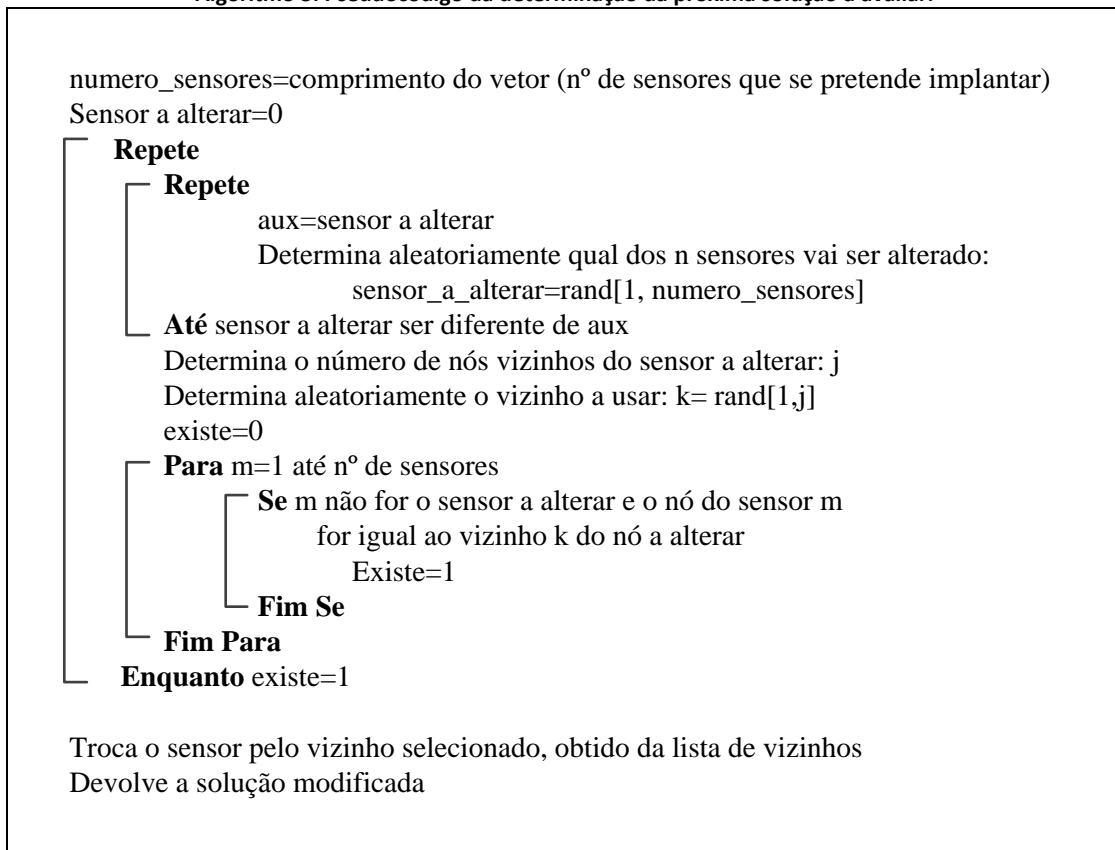 numero_sensores=comprimento do vetor (nº de sensores que se pretende implantar)
Sensor a alterar=0
Repete
Repete
aux=sensor a alterar
Determina aleatoriamente qual dos n sensores vai ser alterado:
sensor_a_alterar=rand[1, numero_sensores]
Até sensor a alterar ser diferente de aux
Determina o número de nós vizinhos do sensor a alterar: j
Determina aleatoriamente o vizinho a usar: k= rand[1,j]
existe=0
Para m=1 até nº de sensores
Se m não for o sensor a alterar e o nó do sensor m
for igual ao vizinho k do nó a alterar
Existe=1
Fim Se
Fim Para
Enquanto existe=1
Troca o sensor pelo vizinho selecionado, obtido da lista de vizinhos
Devolve a solução modificada